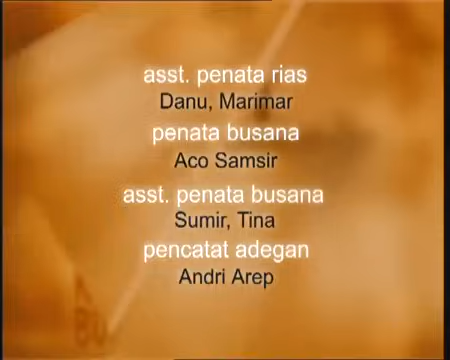 asst. penata rias
Danu, Marimar
penata busana
Aco Samsir
asst. penata busana
Sumir, Tina
pencatat adegan
Andri Arep